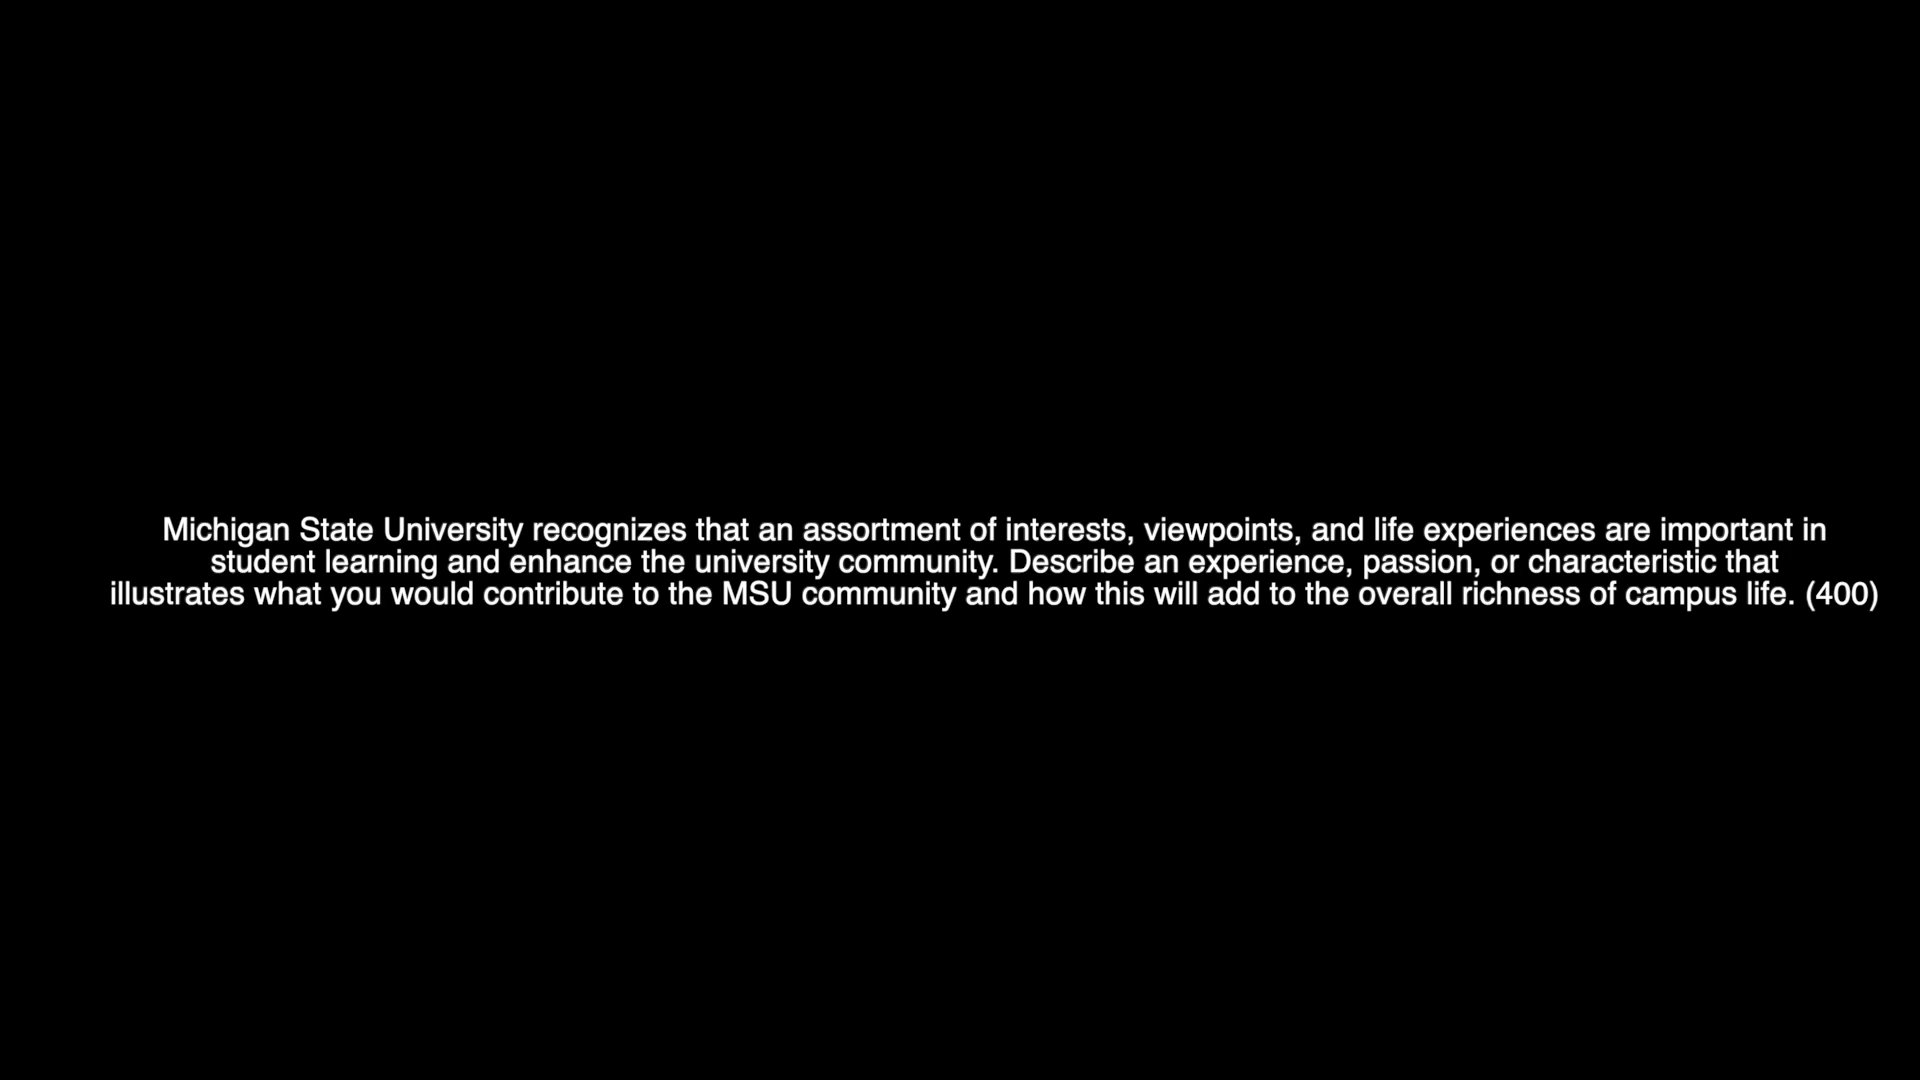 Michigan State University recognizes that an assortment of interests, viewpoints, and life experiences are important in
student learning and enhance the university community. Describe an experience, passion, or characteristic that
illustrates what you would contribute to the MSU community and how this will add to the overall richness of campus life. (400)